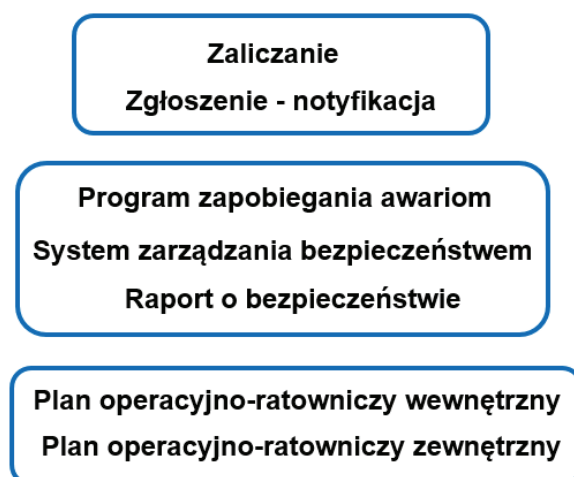 Zaliczanie
Zgłoszenie - notyfikacja
Program zapobiegania awariom
System zarządzania bezpieczeństwem
Raport o bezpieczeństwie
Plan operacyjno-ratowniczy wewnętrzny
Plan operacyjno-ratowniczy zewnętrzny